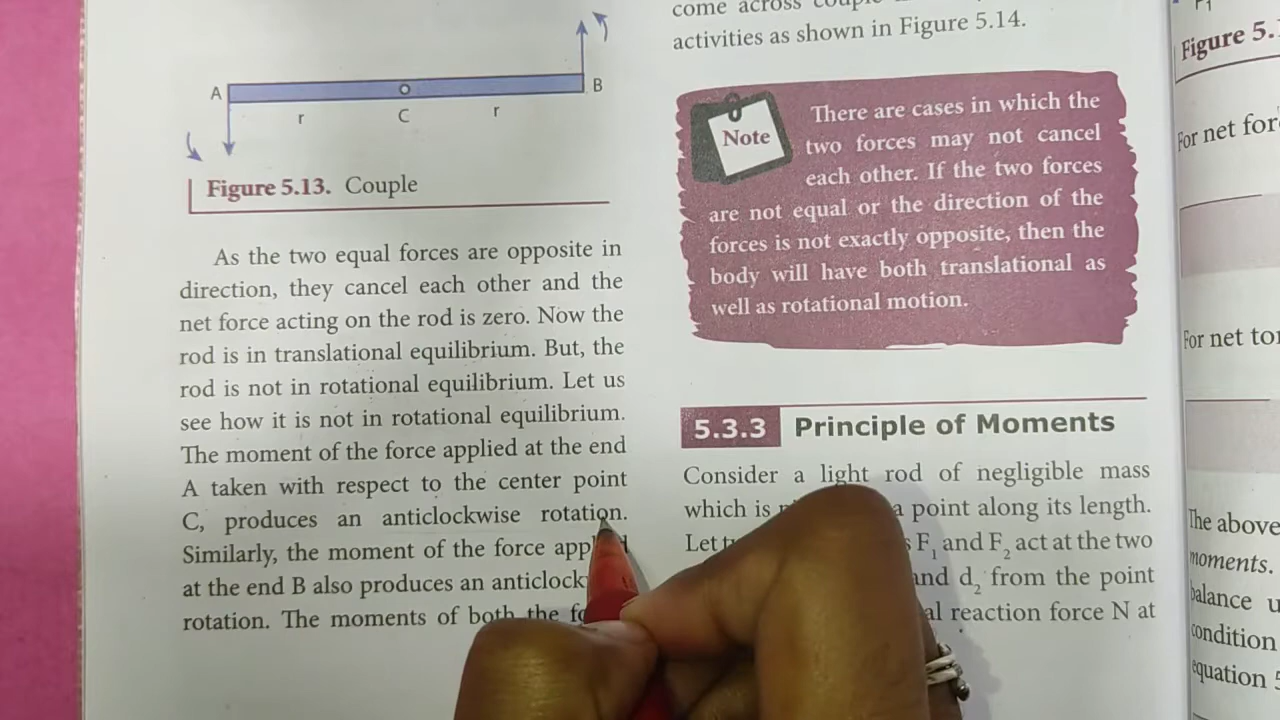 A
B
r
C
r
Figure 5.13. Couple
As the two equal forces are opposite in
direction, they cancel each other and the
net force acting on the rod is zero. Now the
rod is in translational equilibrium. But, the
rod is not in rotational equilibrium. Let us
see how it is not in rotational equilibrium.
The moment of the force applied at the end
A taken with respect to the center point
C, produces an anticlockwise rotation.
Similarly, the moment of the force
at the end B also produces an
rotation. The moments of both the
come across
activities as shown in Figure 5.14.
Note
There are cases in which the
two forces may not cancel
each other. If the two forces
are not equal or the direction of the
forces is not exactly opposite, then the
body will have both translational as
well as rotational motion.
5.3.3 Principle of Moments
Consider a light rod of negligible mass
which is a point along its length.
Let F₁ and F₂ act at the two
and d₂ from the point
reaction force N at
Figure
For net
For net
The above
moments.
balance
condition
equation